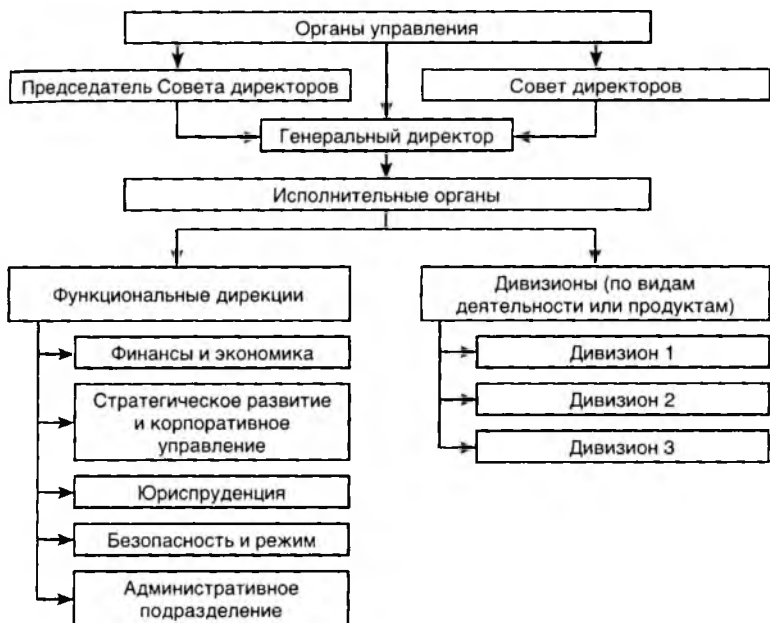 Органы управления
Председатель Совета директоров
Совет директоров
Генеральный директор
Исполнительные органы
Функциональные дирекции
Финансы и экономика
Стратегическое развитие
и корпоративное
управление
Юриспруденция
Безопасность и режим
Административное
подразделение
Дивизионы (по видам
деятельности или продуктам)
Дивизион 1
Дивизион 2
Дивизион 3